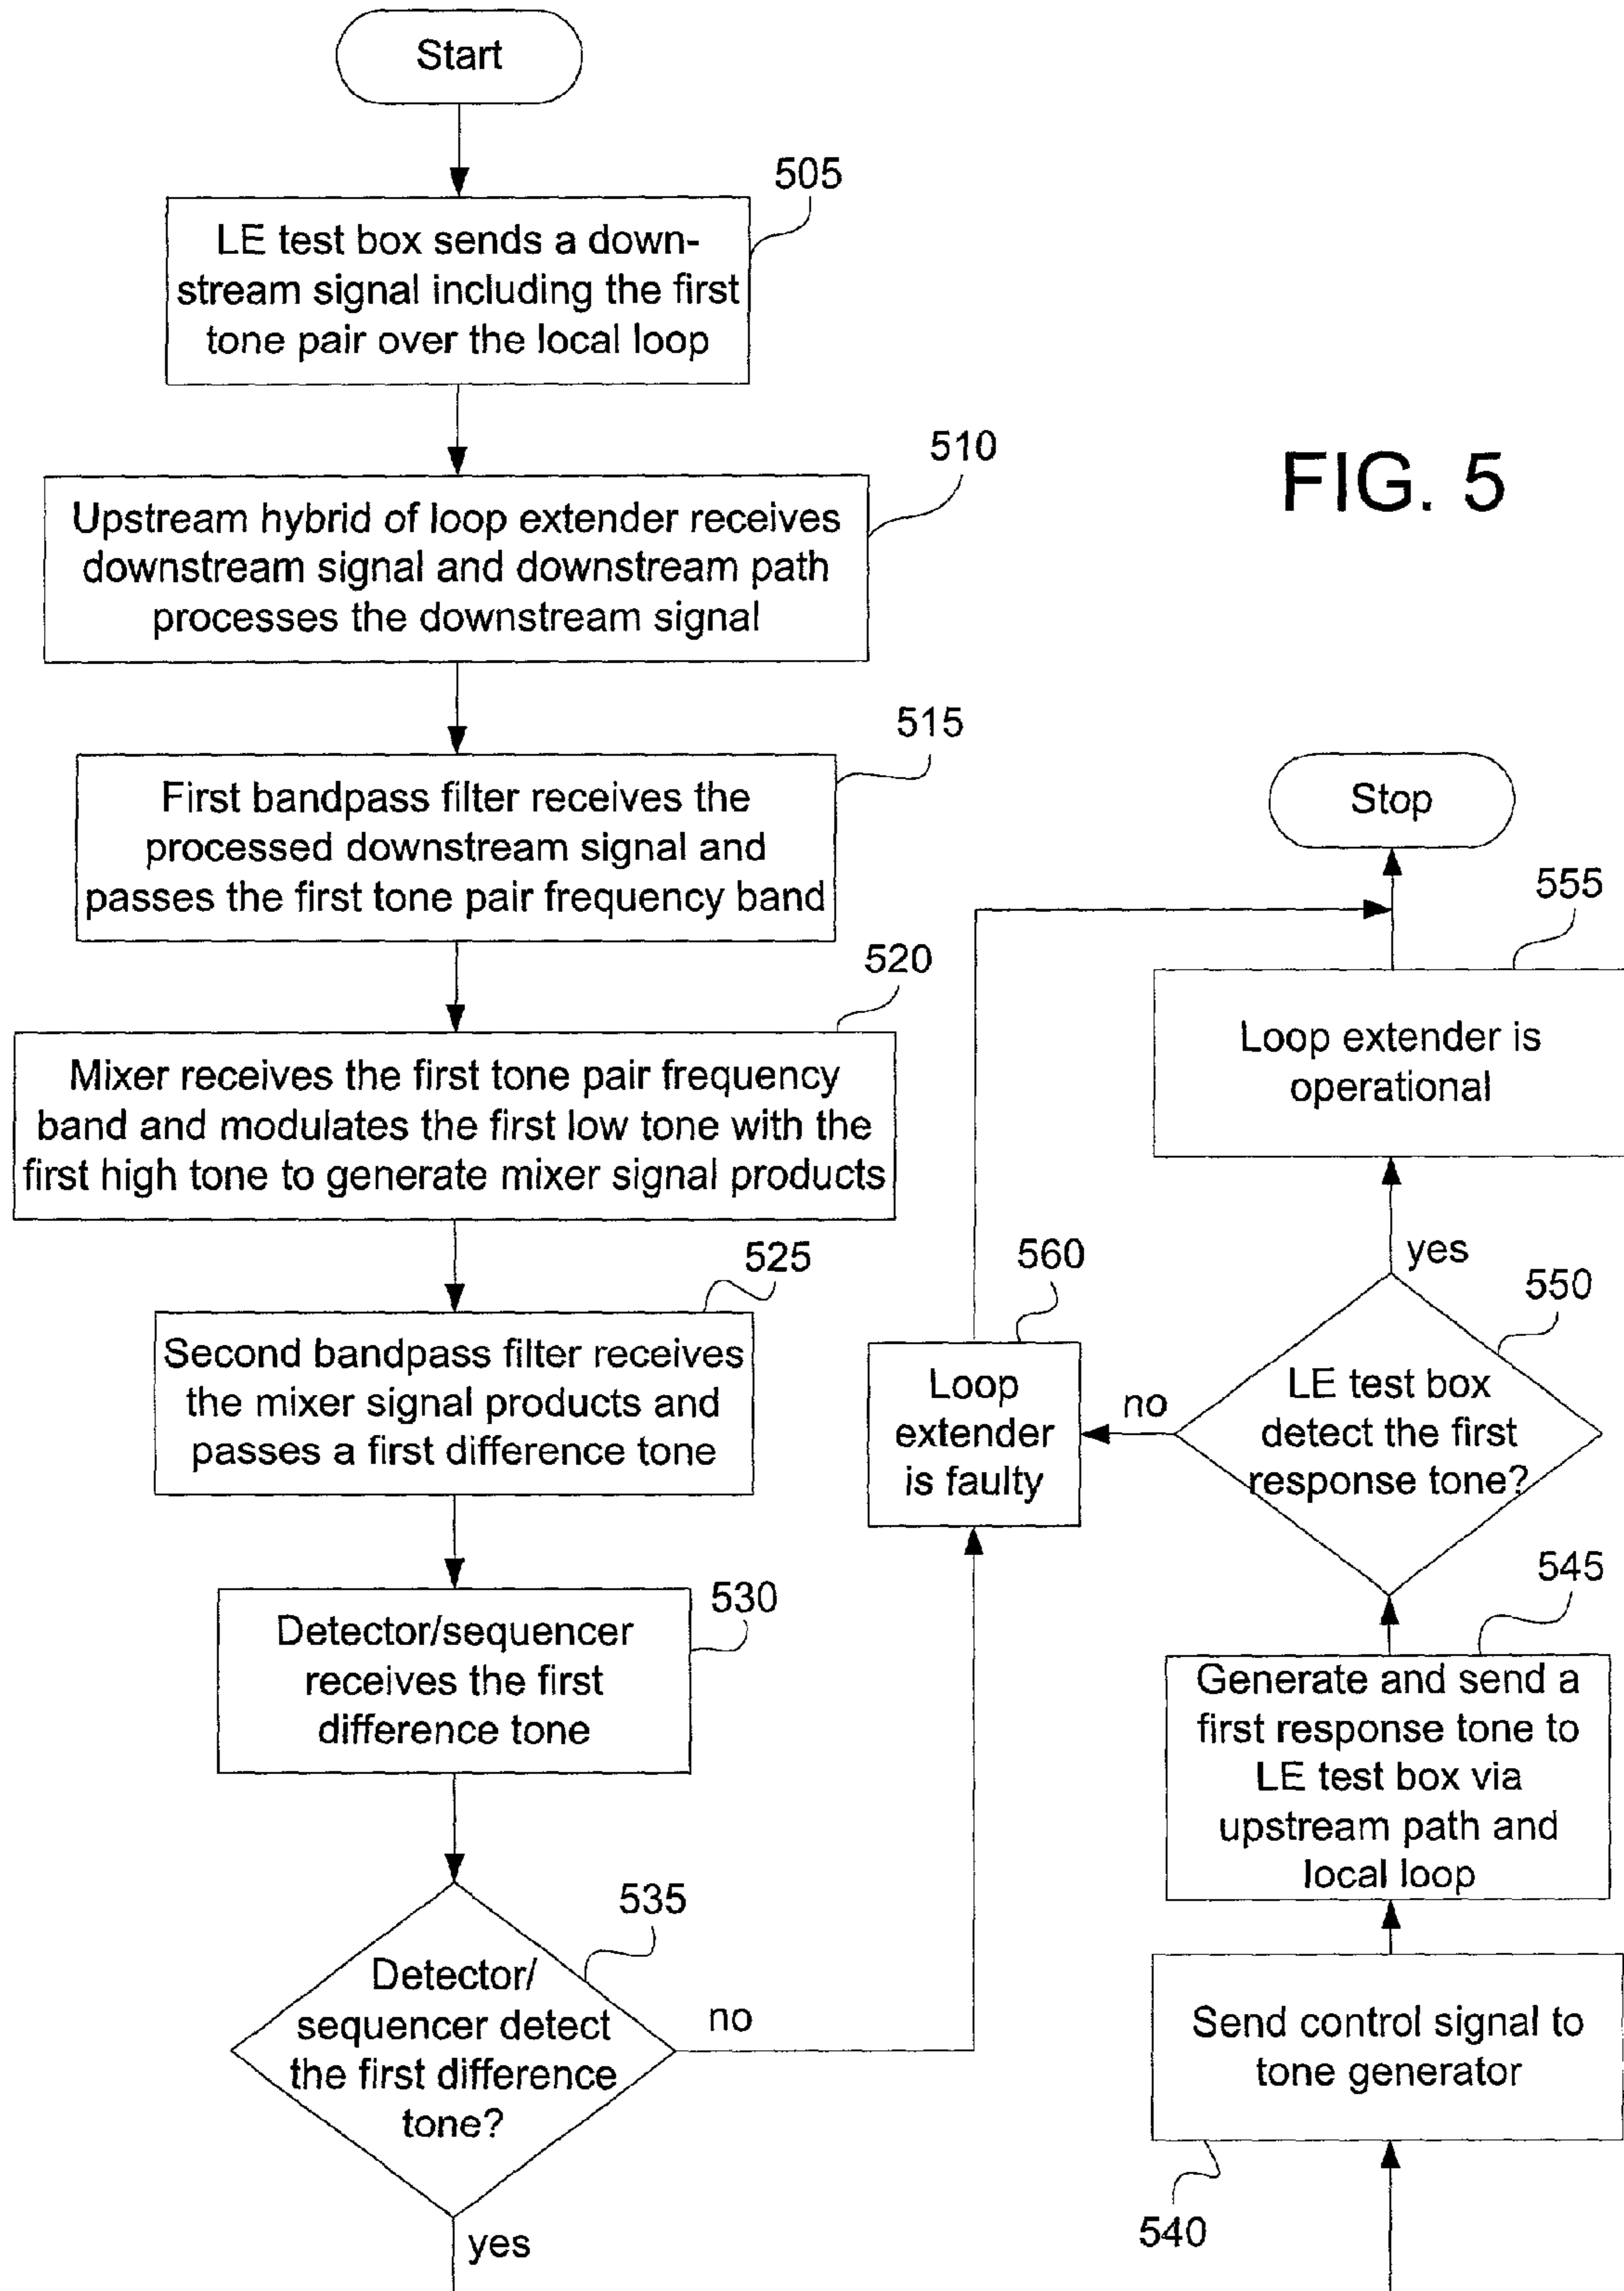 Start
505
LE test box sends a down-
stream signal including the first
tone pair over the local loop
510
Upstream hybrid of loop extender receives
downstream signal and downstream path
processes the downstream signal
FIG. 5
515
First bandpass filter receives the
processed downstream signal and
passes the first tone pair frequency band
520
Mixer receives the first tone pair frequency
band and modulates the first low tone with the
first high tone to generate mixer signal products
525
Second bandpass filter receives
the mixer signal products and
passes a first difference tone
530
Detector/sequencer
receives the first
difference tone
535
Detector/
sequencer detect
the first difference
tone?
no
yes
540
Send control signal to
tone generator
545
Generate and send a
first response tone to
LE test box via
upstream path and
local loop
550
LE test box
detect the first
response tone?
no
yes
560
Loop
extender
is faulty
555
Loop extender is
operational
Stop